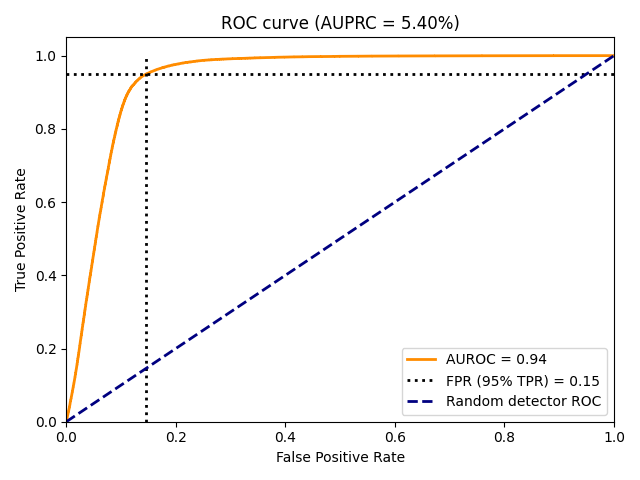 ROC curve (AUPRC = 5.40%)
1.0
0.8
0.6
0.4
0.2
0.0
True Positive Rate
AUROC = 0.94
FPR (95% TPR) = 0.15
Random detector ROC
0.0 0.2 0.4 0.6 0.8 1.0
False Positive Rate